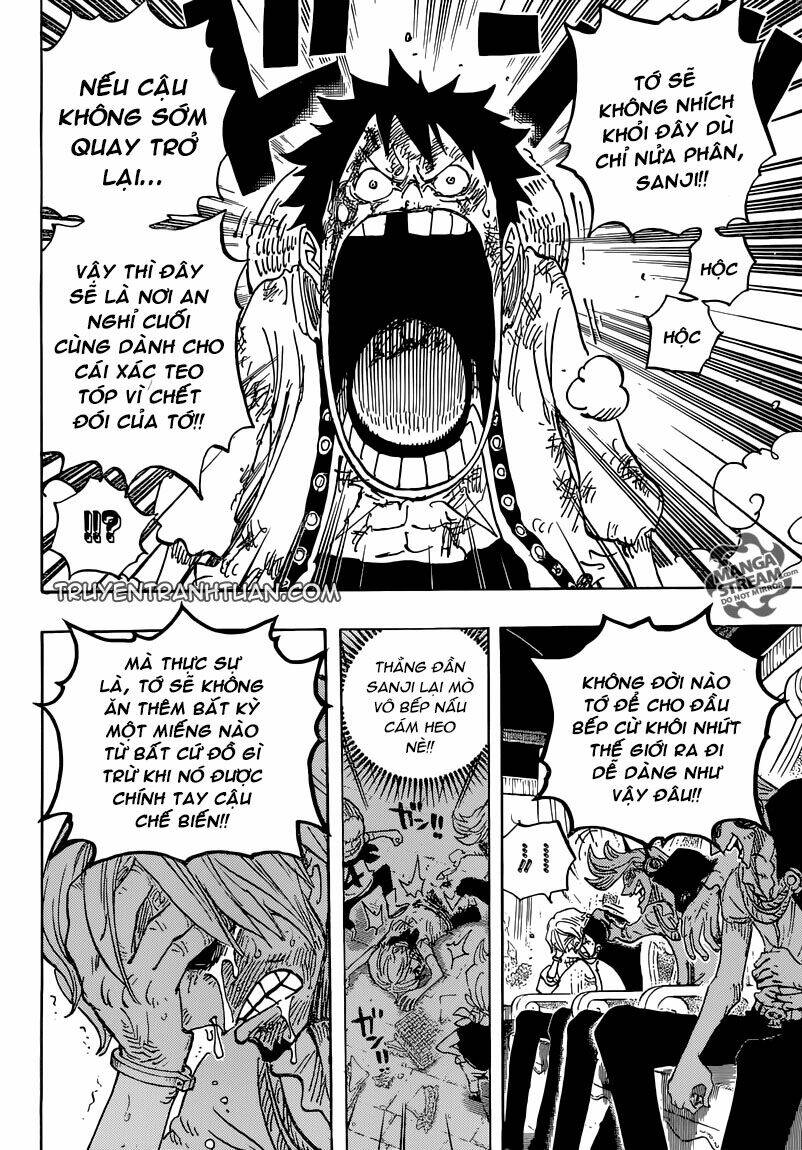 TỚ SẼ
KHÔNG NHÍCH
KHỎI ĐÂY DÙ
CHỈ NỬA PHÂN,
SANJI!!
HỘC
HỘC
NẾU CẬU
KHÔNG SỚM
QUAY TRỞ
LẠI...
VẬY THÌ ĐÂY
SẼ LÀ NƠI AN
NGHỈ CUỐI
CÙNG DÀNH CHO
CÁI XÁC TEO
TÓP VÌ CHẾT
ĐÓI CỦA TỚ!!
!!?
MANGA
STREAM.com
DO NOT MIRROR
TRUYENTRANHTUAN.COM
KHÔNG ĐỜI NÀO
TỚ ĐỂ CHO ĐẦU
BẾP CỪ KHÔI NHỨT
THẾ GIỚI RA ĐI
DỄ DÀNG NHƯ
VẬY ĐÂU!!
THẰNG ĐẦN
SANJI LẠI MÒ
VÔ BẾP NẤU
CÁM HEO
NÈ!!
ガン!!
MÀ THỰC SỰ
LÀ, TỚ SẼ KHÔNG
ĂN THÊM BẤT KỲ
MỘT MIẾNG NÀO
TỪ BẤT CỨ ĐỒ GÌ
TRỪ KHI NÓ ĐƯỢC
CHÍNH TAY CẬU
CHẾ BIẾN!!